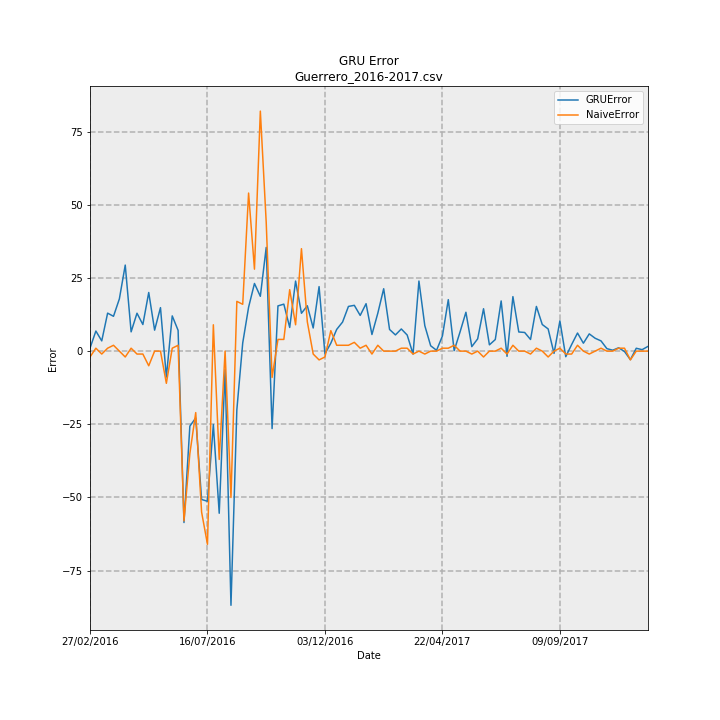 GRU Error
Guerrero_2016-2017.csv
GRUError
NaiveError
75
50
25
0
−25
−50
−75
Error
27/02/2016
16/07/2016
03/12/2016
22/04/2017
09/09/2017
Date